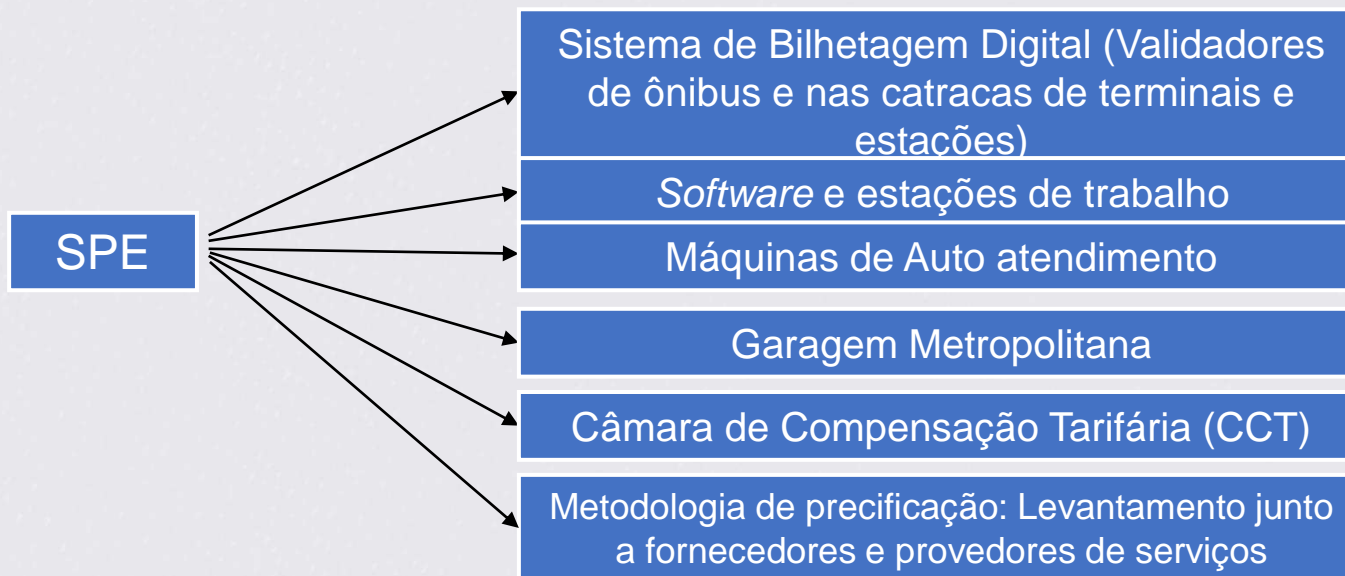 Sistema de Bilhetagem Digital (Validadores
de ônibus e nas catracas de terminais e
estações)
Software e estações de trabalho
SPE
Máquinas de Auto atendimento
Garagem Metropolitana
Câmara de Compensação Tarifária (CCT)
Metodologia de precificação: Levantamento junto
a fornecedores e provedores de serviços